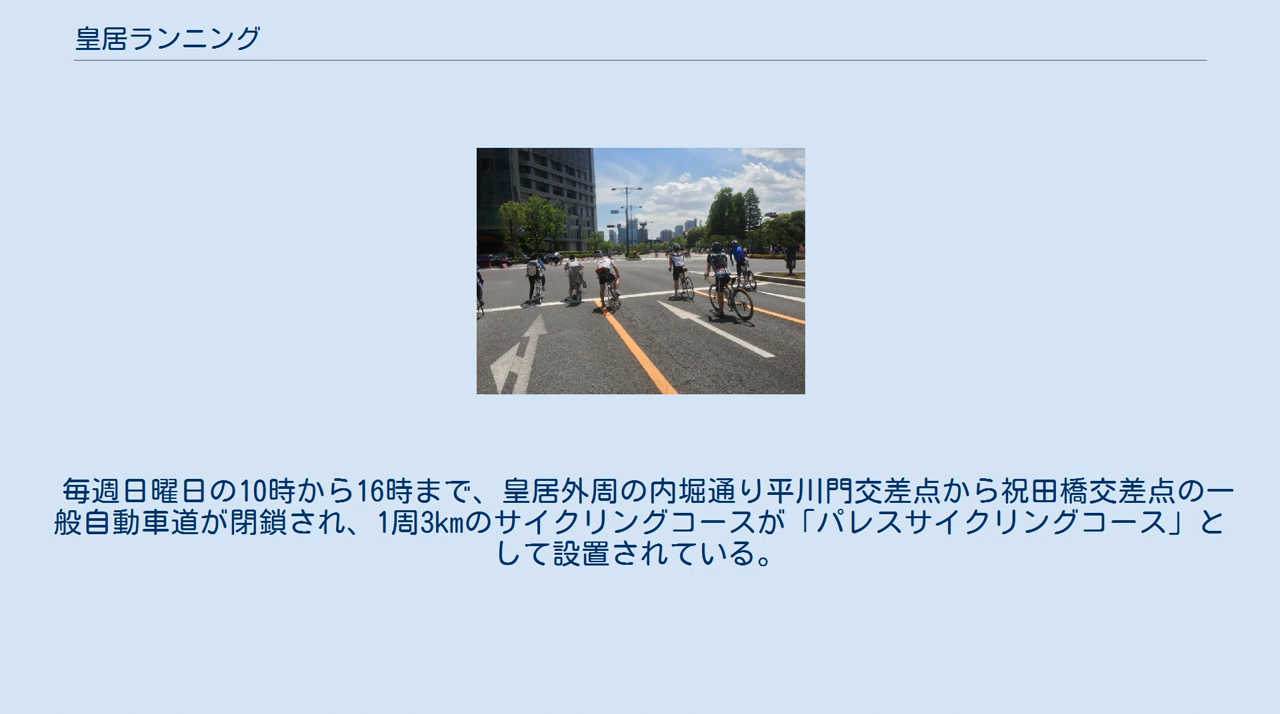 皇居ランニング
毎週日曜日の10時から16時まで、皇居外周の内堀通り平川門交差点から祝田橋交差点の一
般自動車道が閉鎖され、1周3kmのサイクリングコースが「パレスサイクリングコース」と
して設置されている。